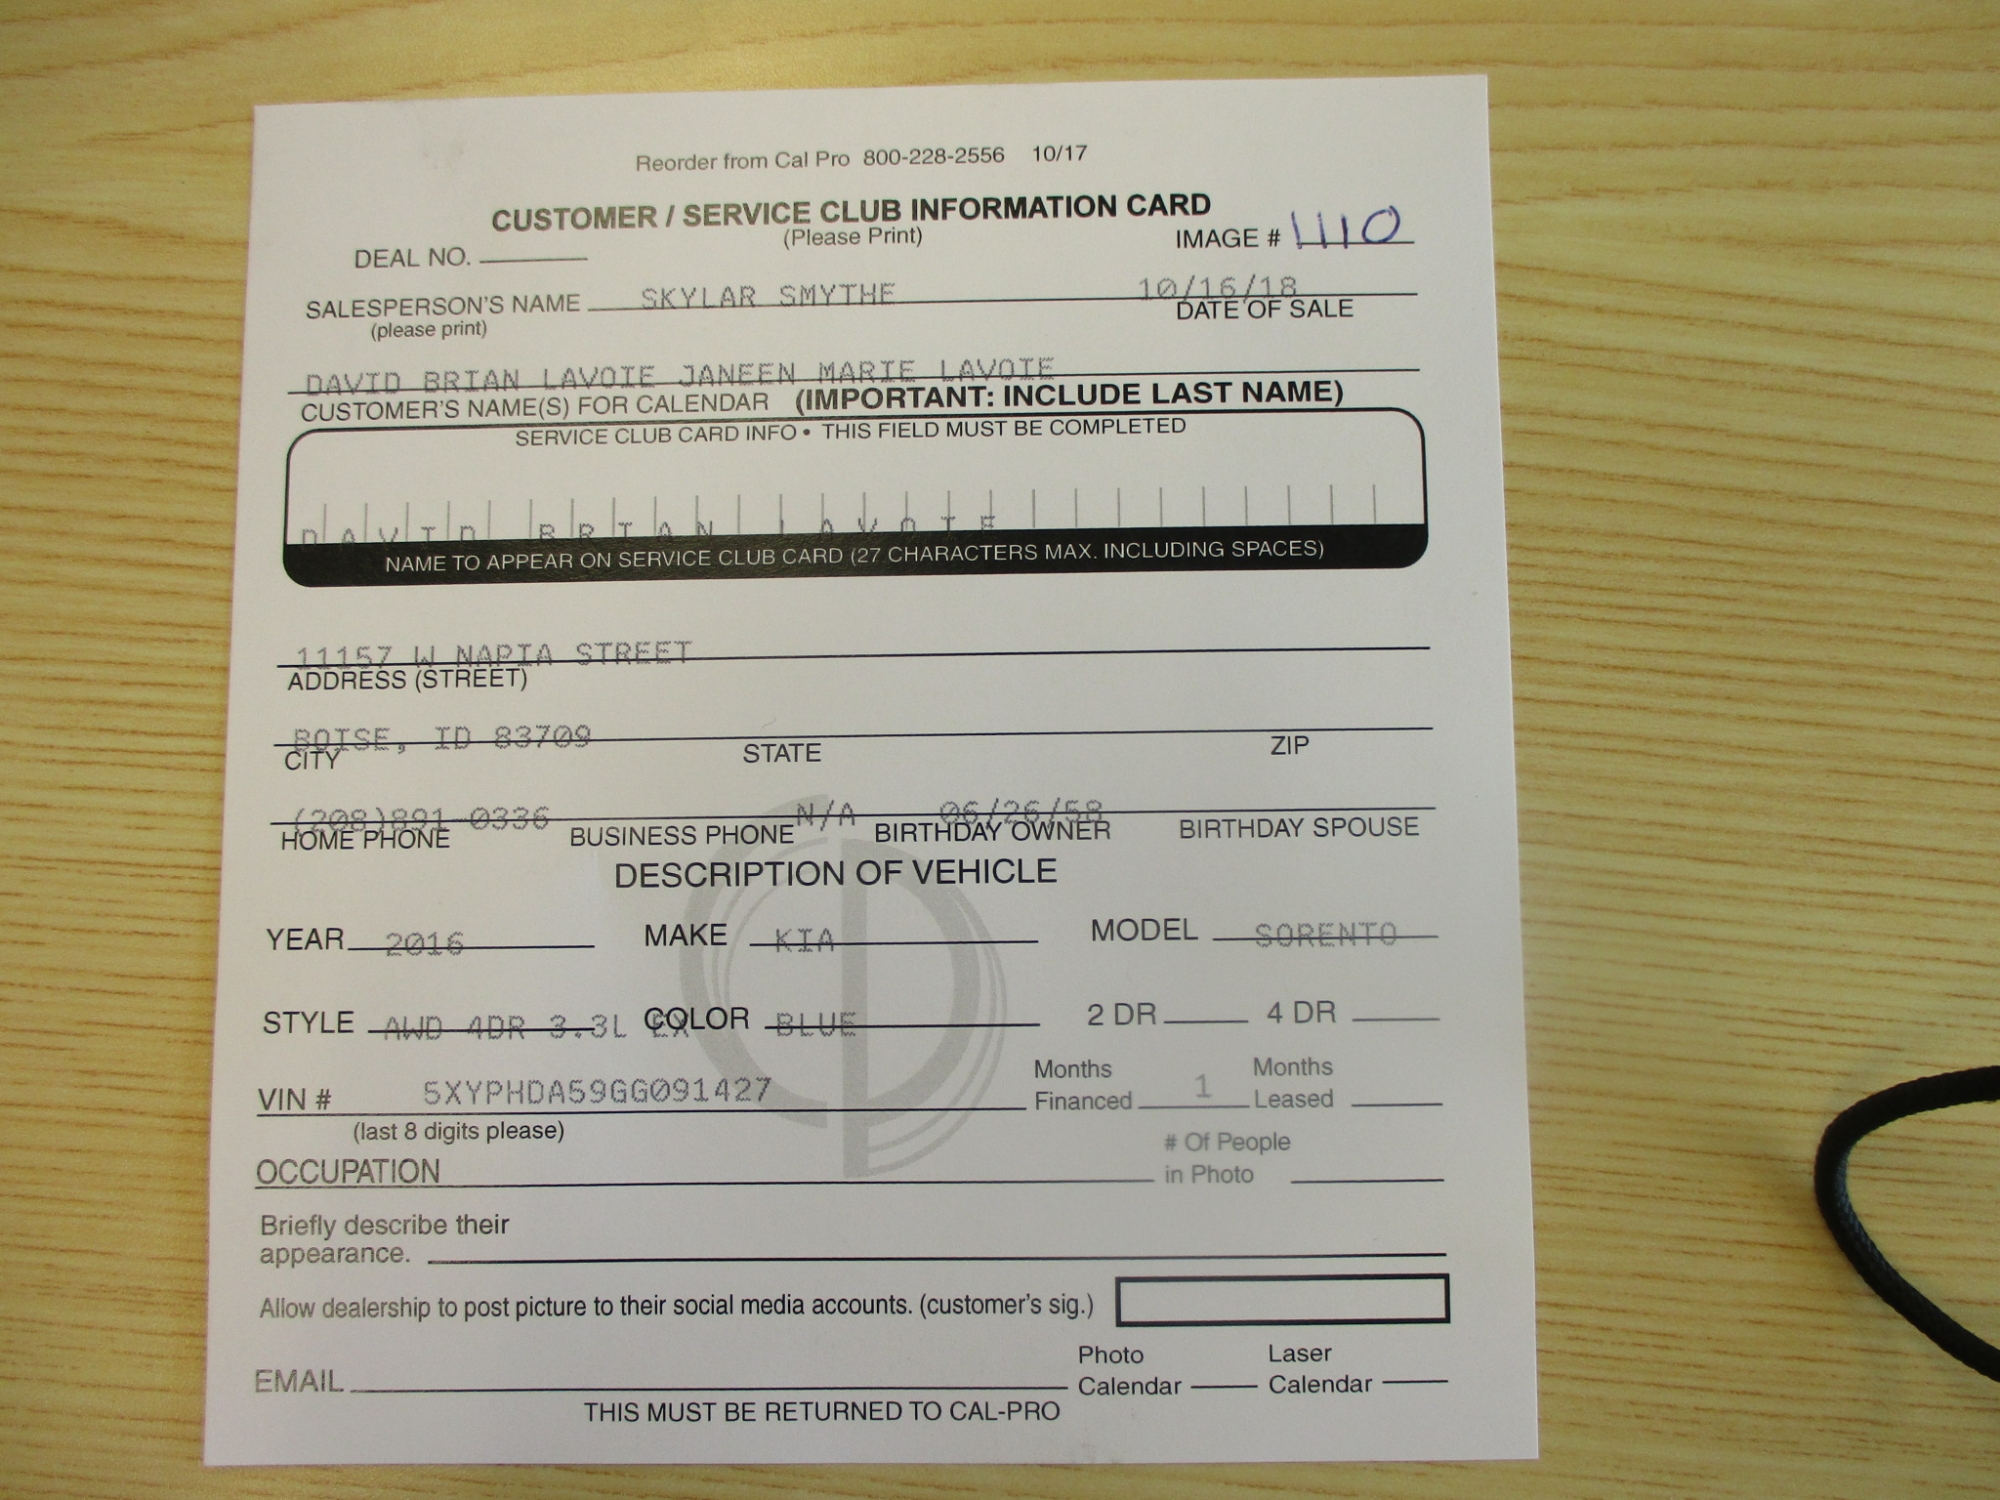 Reorder from Cal Pro 800-228-2556 10/17
CUSTOMER / SERVICE CLUB INFORMATION CARD
(Please Print)
DEAL NO. IMAGE # 1110
SALESPERSON'S NAME SKYLAR SMYTHE 10/16/18
(please print) DATE OF SALE
DAVID BRIAN LAVOIE JANEEN MARIE LAVOIE
CUSTOMER'S NAME(S) FOR CALENDAR (IMPORTANT: INCLUDE LAST NAME)
SERVICE CLUB CARD INFO • THIS FIELD MUST BE COMPLETED
DAVID BRIAN LAVOIE
NAME TO APPEAR ON SERVICE CLUB CARD (27 CHARACTERS MAX. INCLUDING SPACES)
11157 W NAPIA STREET
ADDRESS (STREET)
BOISE, ID 83709
CITY STATE ZIP
(208)891-0336 N/A 06/26/58
HOME PHONE BUSINESS PHONE BIRTHDAY OWNER BIRTHDAY SPOUSE
DESCRIPTION OF VEHICLE
YEAR 2016 MAKE KIA MODEL SORENTO
STYLE AWD 4DR 3.3L EX COLOR BLUE 2 DR 4 DR
VIN # 5XYPHDA59GG091427 Months Financed 1 Months Leased
(last 8 digits please)
OCCUPATION # Of People in Photo
Briefly describe their
appearance.
Allow dealership to post picture to their social media accounts. (customer's sig.)
EMAIL Photo Calendar Laser Calendar
THIS MUST BE RETURNED TO CAL-PRO